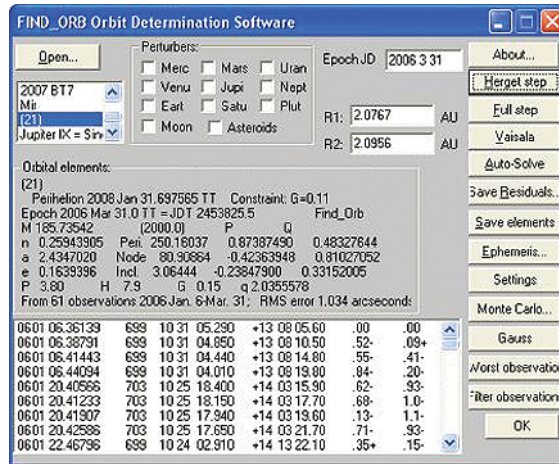 FIND_ORB Orbit Determination Software
Open...
2007 BT7
(21)
Perturbers:
Merc Mars Uran
Venu Jupi Nept
Eart Satu Plut
Moon Asteroids
Epoch JD 2006 3 31
R1: 2.0767 AU
R2: 2.0956 AU
About...
Herget step
Full step
Vaisala
Auto-Solve
Save Residuals..
Save elements
Ephemeris...
Settings
Monte Carlo...
Gauss
Worst observatio
Filter observation
OK
Orbital elements:
(21)
Perihelion 2008 Jan 31.697565 TT Constraint: G=0.11
Epoch 2006 Mar 31.0 TT = JDT 2453825.5 Find_Orb
M 185.73542 (2000.0) P Q
n 0.25943905 Peri. 250.16037 0.87387490 0.48327644
a 2.4347020 Node 80.90864 -0.42363948 0.81027052
e 0.1639396 Incl. 3.06444 -0.23847900 0.33152005
P 3.80 H 7.9 G 0.15 q 2.0355578
From 61 observations 2006 Jan. 6-Mar. 31; RMS error 1.034 arcseconds
0601 06.36139 699 10 31 05.290 +13 08 05.60 .00 .00
0601 06.38791 699 10 31 04.850 +13 08 10.50 .52- .09+
0601 06.41443 699 10 31 04.440 +13 08 14.80 .55- .41-
0601 06.44094 699 10 31 04.010 +13 08 19.80 .84- .20-
0601 20.40566 703 10 25 18.400 +14 03 15.90 .62- .93-
0601 20.41233 703 10 25 18.150 +14 03 17.70 .68- 1.0-
0601 20.41907 703 10 25 17.940 +14 03 19.60 .13- 1.1-
0601 20.42586 703 10 25 17.650 +14 03 21.70 .71- .93-
0601 22.46796 699 10 24 02.910 +14 13 22.10 .35+ .15-